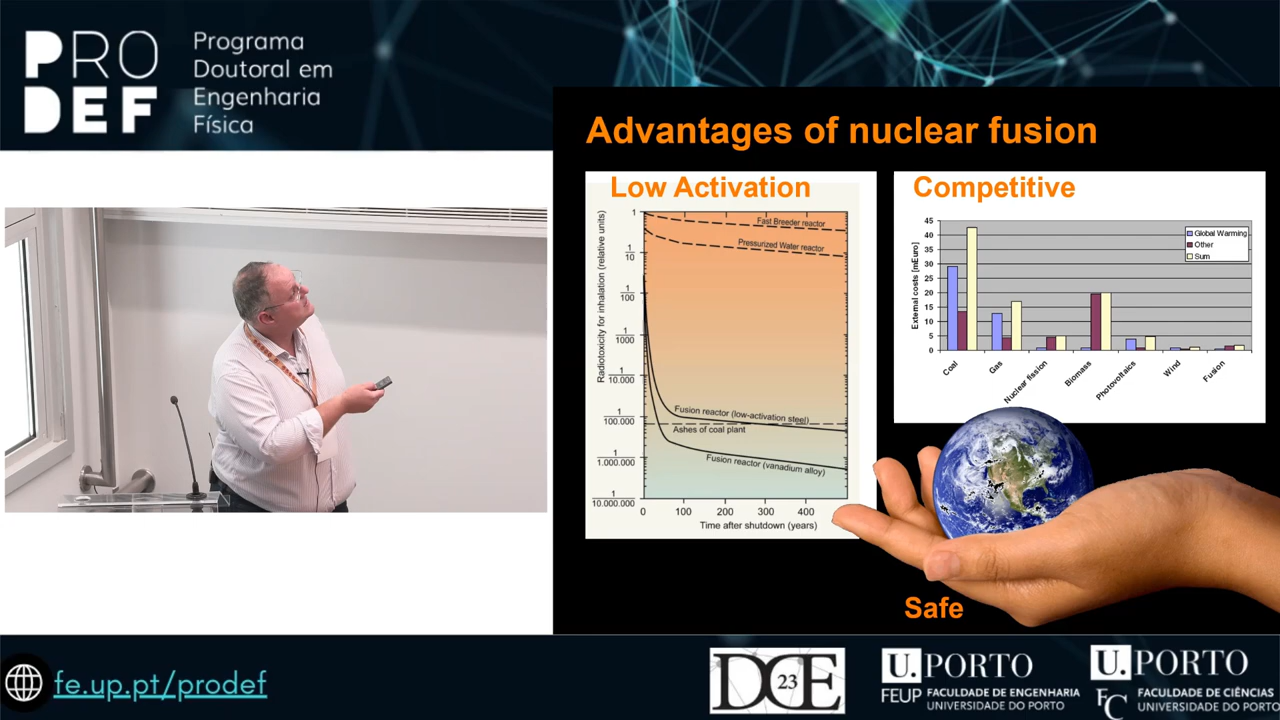 PRO
DEF
Programa
Doutoral em
Engenharia
Física
Advantages of nuclear fusion
Low Activation
Radiotoxicity for inhalation (relative units)
1
1
10
1
100
1
1000
1
10.000
1
100.000
1
1.000.000
1
10.000.000
Fast Breeder reactor
Pressurized Water reactor
Fusion reactor (low-activation steel)
Ashes of coal plant
Fusion reactor (vanadium alloy)
0 100 200 300 400
Time after shutdown (years)
Competitive
External costs [mEuro]
45
40
35
30
25
20
15
10
5
0
Global Warming
Other
Sum
Coal
Gas
Nuclear fission
Biomass
Photovoltaics
Wind
Fusion
Safe
fe.up.pt/prodef
DCE
23
U.PORTO
FEUP FACULDADE DE ENGENHARIA
UNIVERSIDADE DO PORTO
U.PORTO
FC FACULDADE DE CIÊNCIAS
UNIVERSIDADE DO PORTO